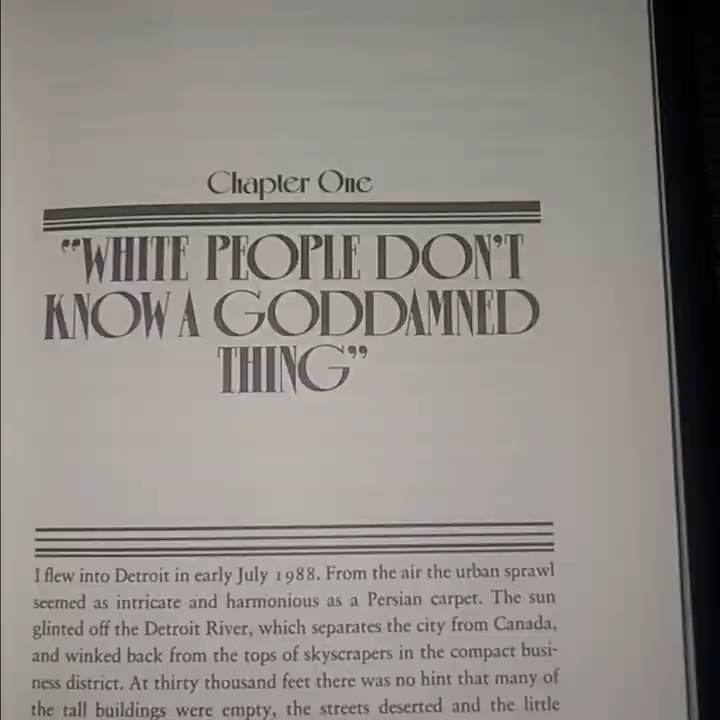 Chapter One
"WHITE PEOPLE DON'T
KNOW A GODDAMNED
THING"
I flew into Detroit in early July 1988. From the air the urban sprawl
seemed as intricate and harmonious as a Persian carpet. The sun
glinted off the Detroit River, which separates the city from Canada,
and winked back from the tops of skyscrapers in the compact busi-
ness district. At thirty thousand feet there was no hint that many of
the tall buildings were empty, the streets deserted and the little